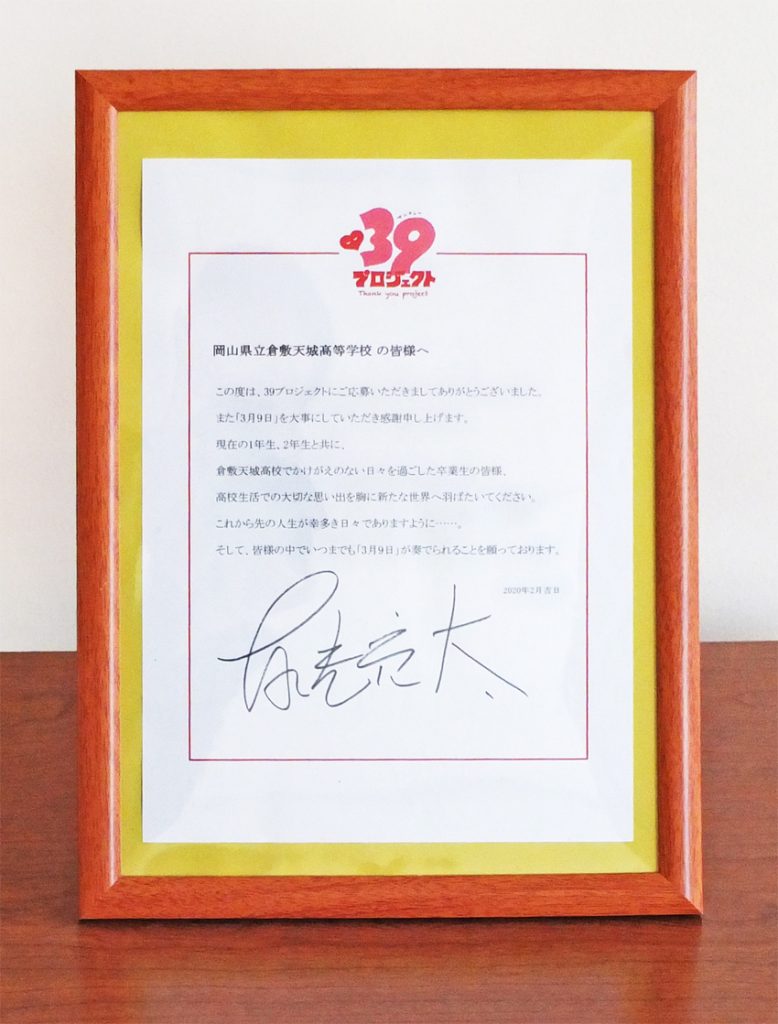 サンキュー
39
プロジェクト
Thank you project
岡山県立倉敷天城高等学校 の皆様へ
この度は、39プロジェクトにご応募いただきましてありがとうございました。
また「3月9日」を大事にしていただき感謝申し上げます。
現在の1年生、2年生と共に、
倉敷天城高校でかけがえのない日々を過ごした卒業生の皆様、
高校生活での大切な思い出を胸に新たな世界へ羽ばたいてください。
これから先の人生が幸多き日々でありますように……。
そして、皆様の中でいつまでも「3月9日」が奏でられることを願っております。
2020年2月吉日